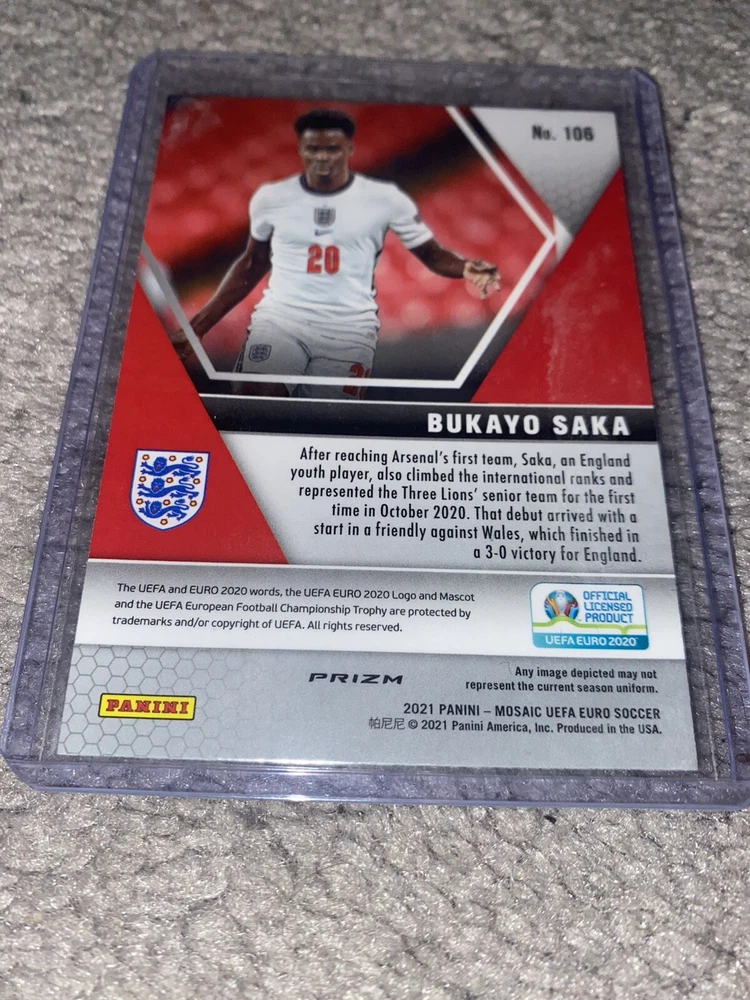 No. 106
20
2
BUKAYO SAKA
After reaching Arsenal's first team, Saka, an England
youth player, also climbed the international ranks and
represented the Three Lions' senior team for the first
time in October 2020. That debut arrived with a
start in a friendly against Wales, which finished in
a 3-0 victory for England.
The UEFA and EURO 2020 words, the UEFA EURO 2020 Logo and Mascot
and the UEFA European Football Championship Trophy are protected by
trademarks and/or copyright of UEFA. All rights reserved.
OFFICIAL
LICENSED
PRODUCT
UEFA EURO 2020
PRIZM
Any image depicted may not
represent the current season uniform.
PANINI
2021 PANINI – MOSAIC UEFA EURO SOCCER
帕尼尼 © 2021 Panini America, Inc. Produced in the USA.